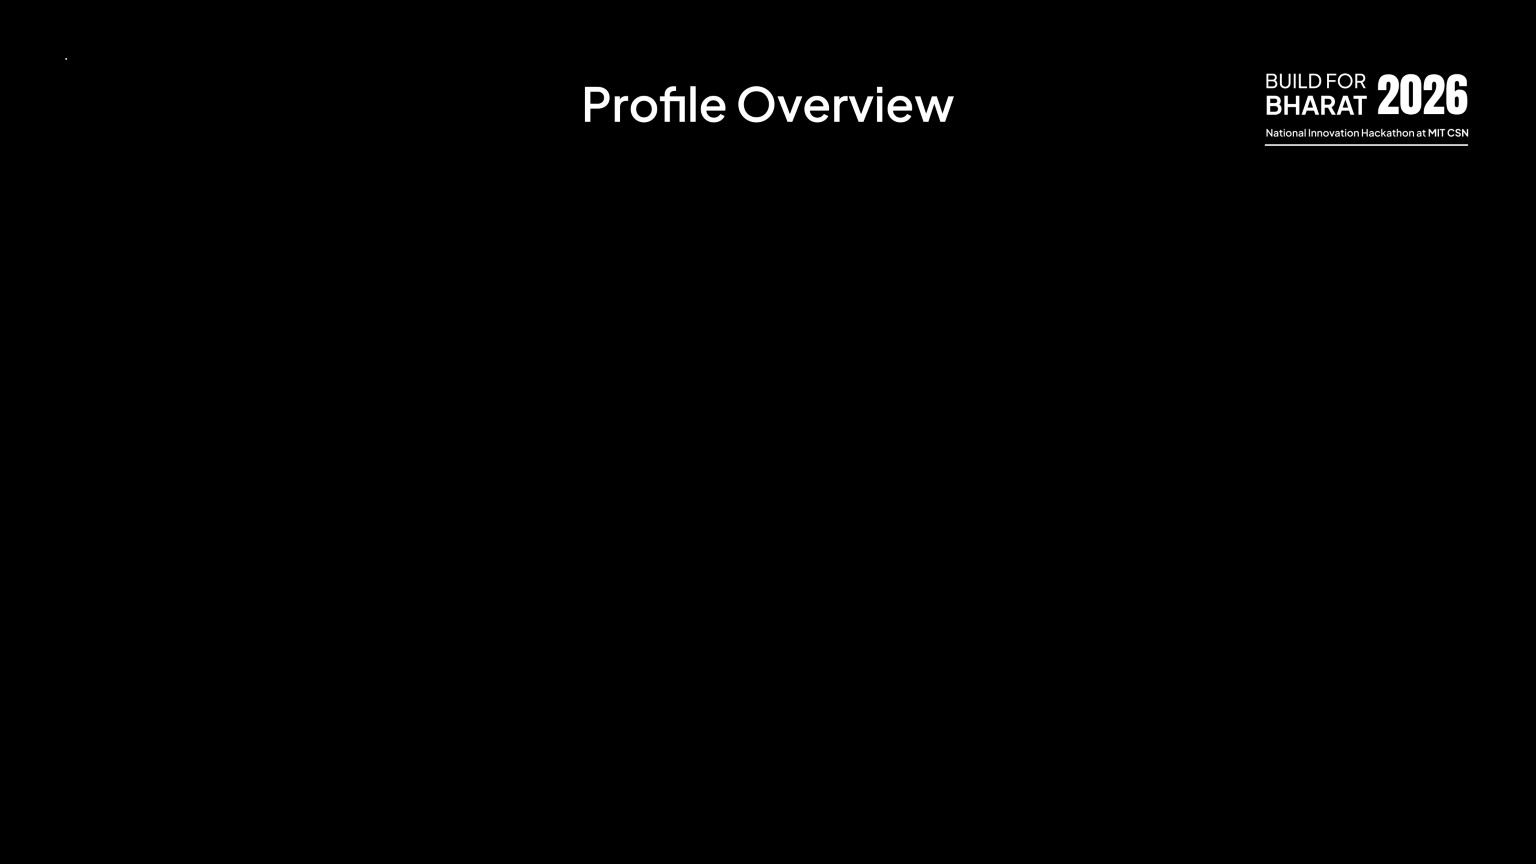 Profile Overview
BUILD FOR
BHARAT 2026
National Innovation Hackathon at MIT CSN